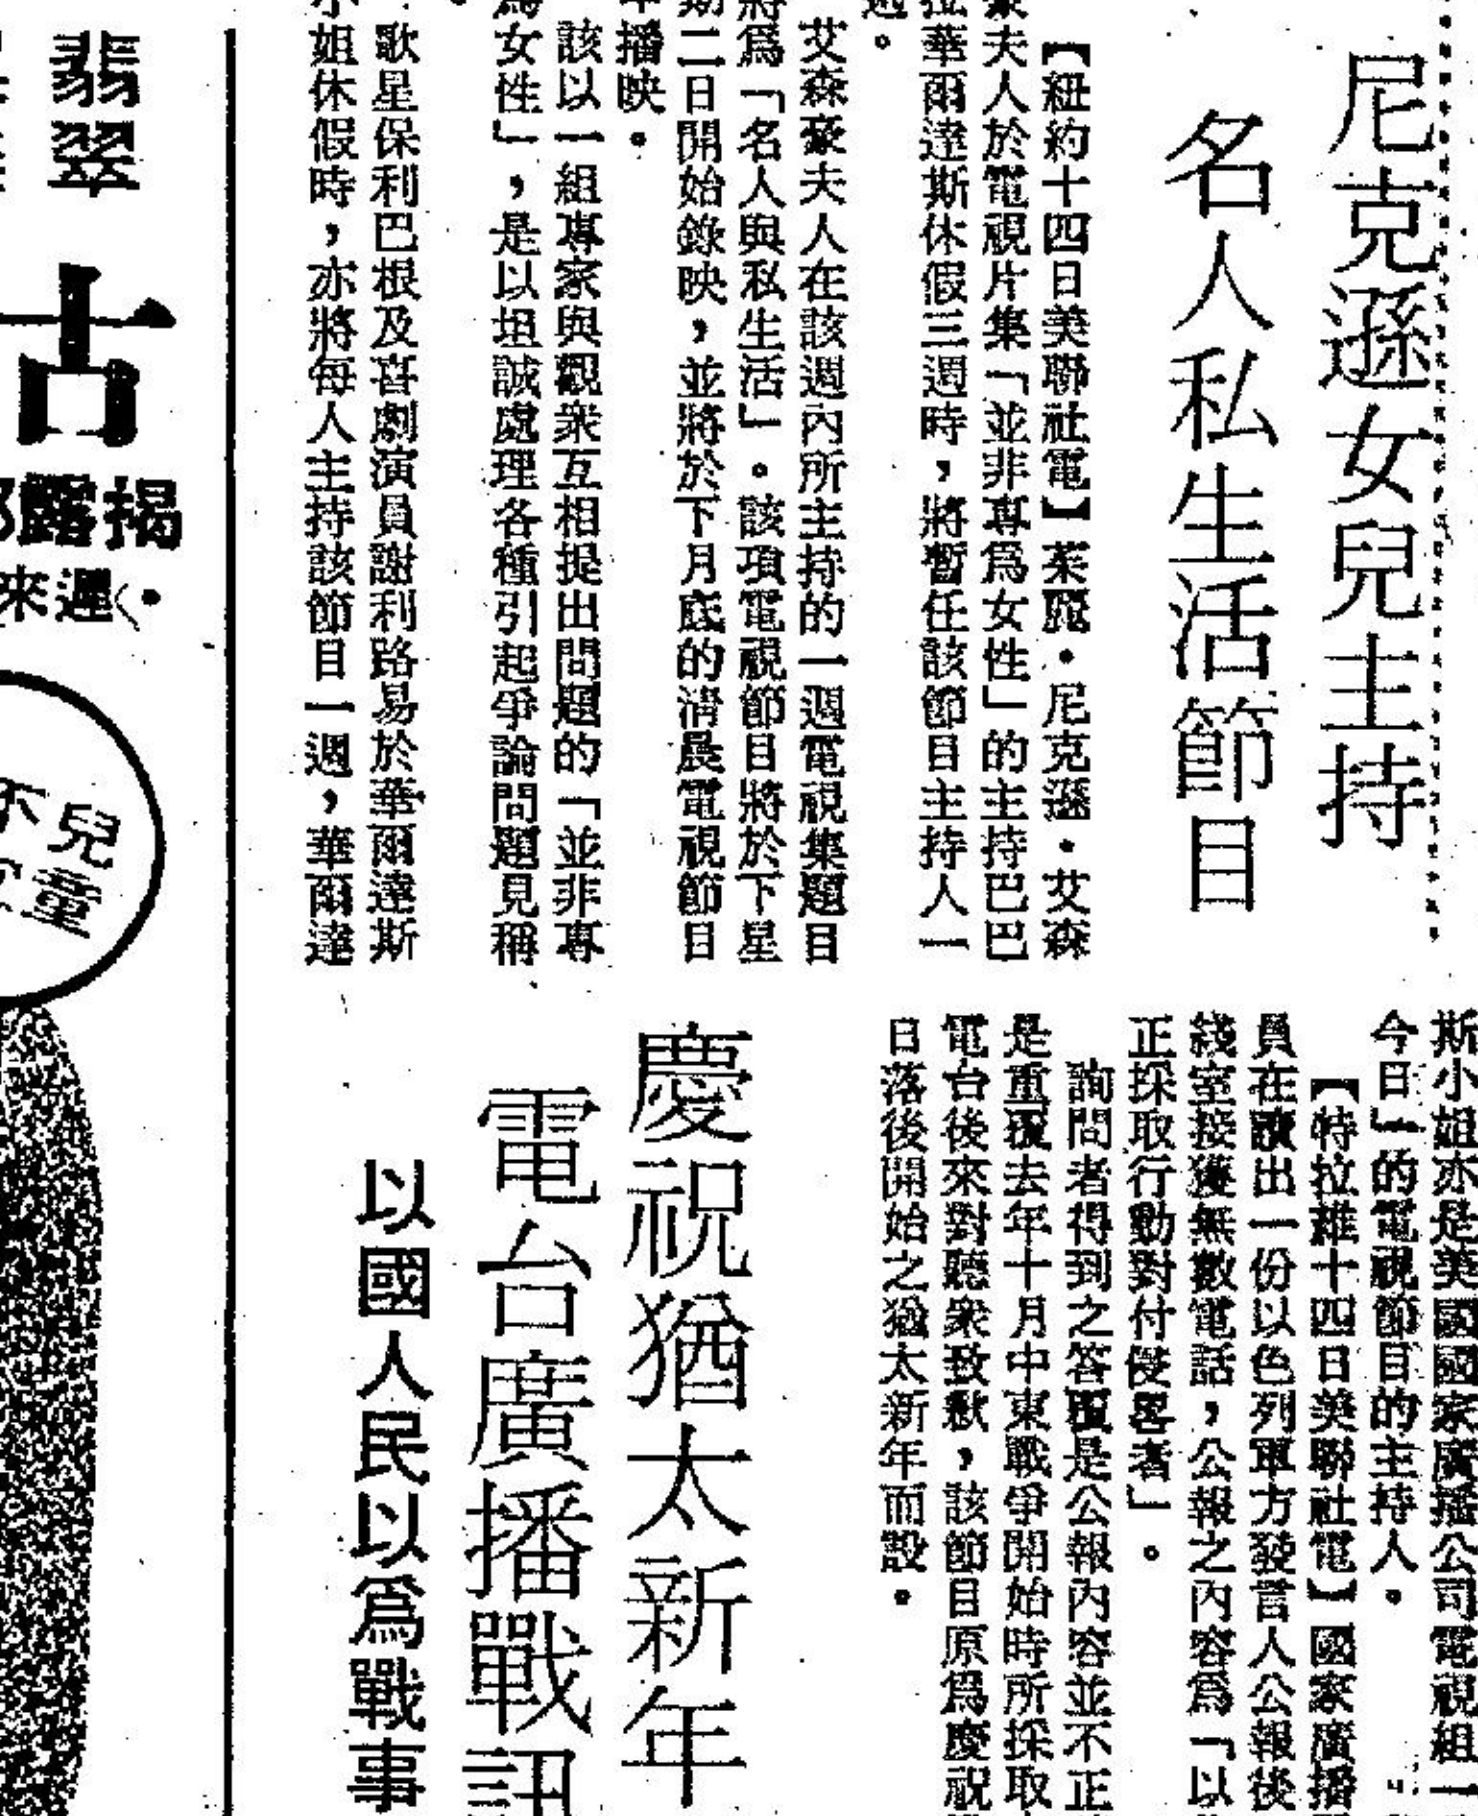 尼克遜女兒主持
名人私生活節目
【紐約十四日美聯社電】茱麗・尼克遜・艾森
豪夫人於電視片集「並非專爲女性」的主持巴巴
拉華爾達斯休假三週時，將暫任該節目主持人一
週。
艾森豪夫人在該週內所主持的一週電視集題目
將爲「名人與私生活」。該項電視節目將於下星
期二日開始錄映，並將於下月底的清晨電視節目
中播映。
該以一組專家與觀衆互相提出問題的「並非專
爲女性」，是以坦誠處理各種引起爭論問題見稱
。
歌星保利巴根及喜劇演員謝利路易於華爾達斯
小姐休假時，亦將每人主持該節目一週，華爾達
斯小姐亦是美國國家廣播公司電視組一
今日」的電視節目的主持人。
慶祝猶太新年
電台廣播戰訊
以國人民以爲戰事
【特拉維十四日美聯社電】國家廣播
員在讀出一份以色列軍方發言人公報後
綫室接獲無數電話，公報之內容爲「以
正採取行動對付侵畧者」。
詢問者得到之答覆是公報內容並不正
是重覆去年十月中東戰爭開始時所採取
電台後來對聽衆致歉，該節目原爲慶祝
日落後開始之猶太新年而設。
翡翠
古
揭露
遲來
兒童
不